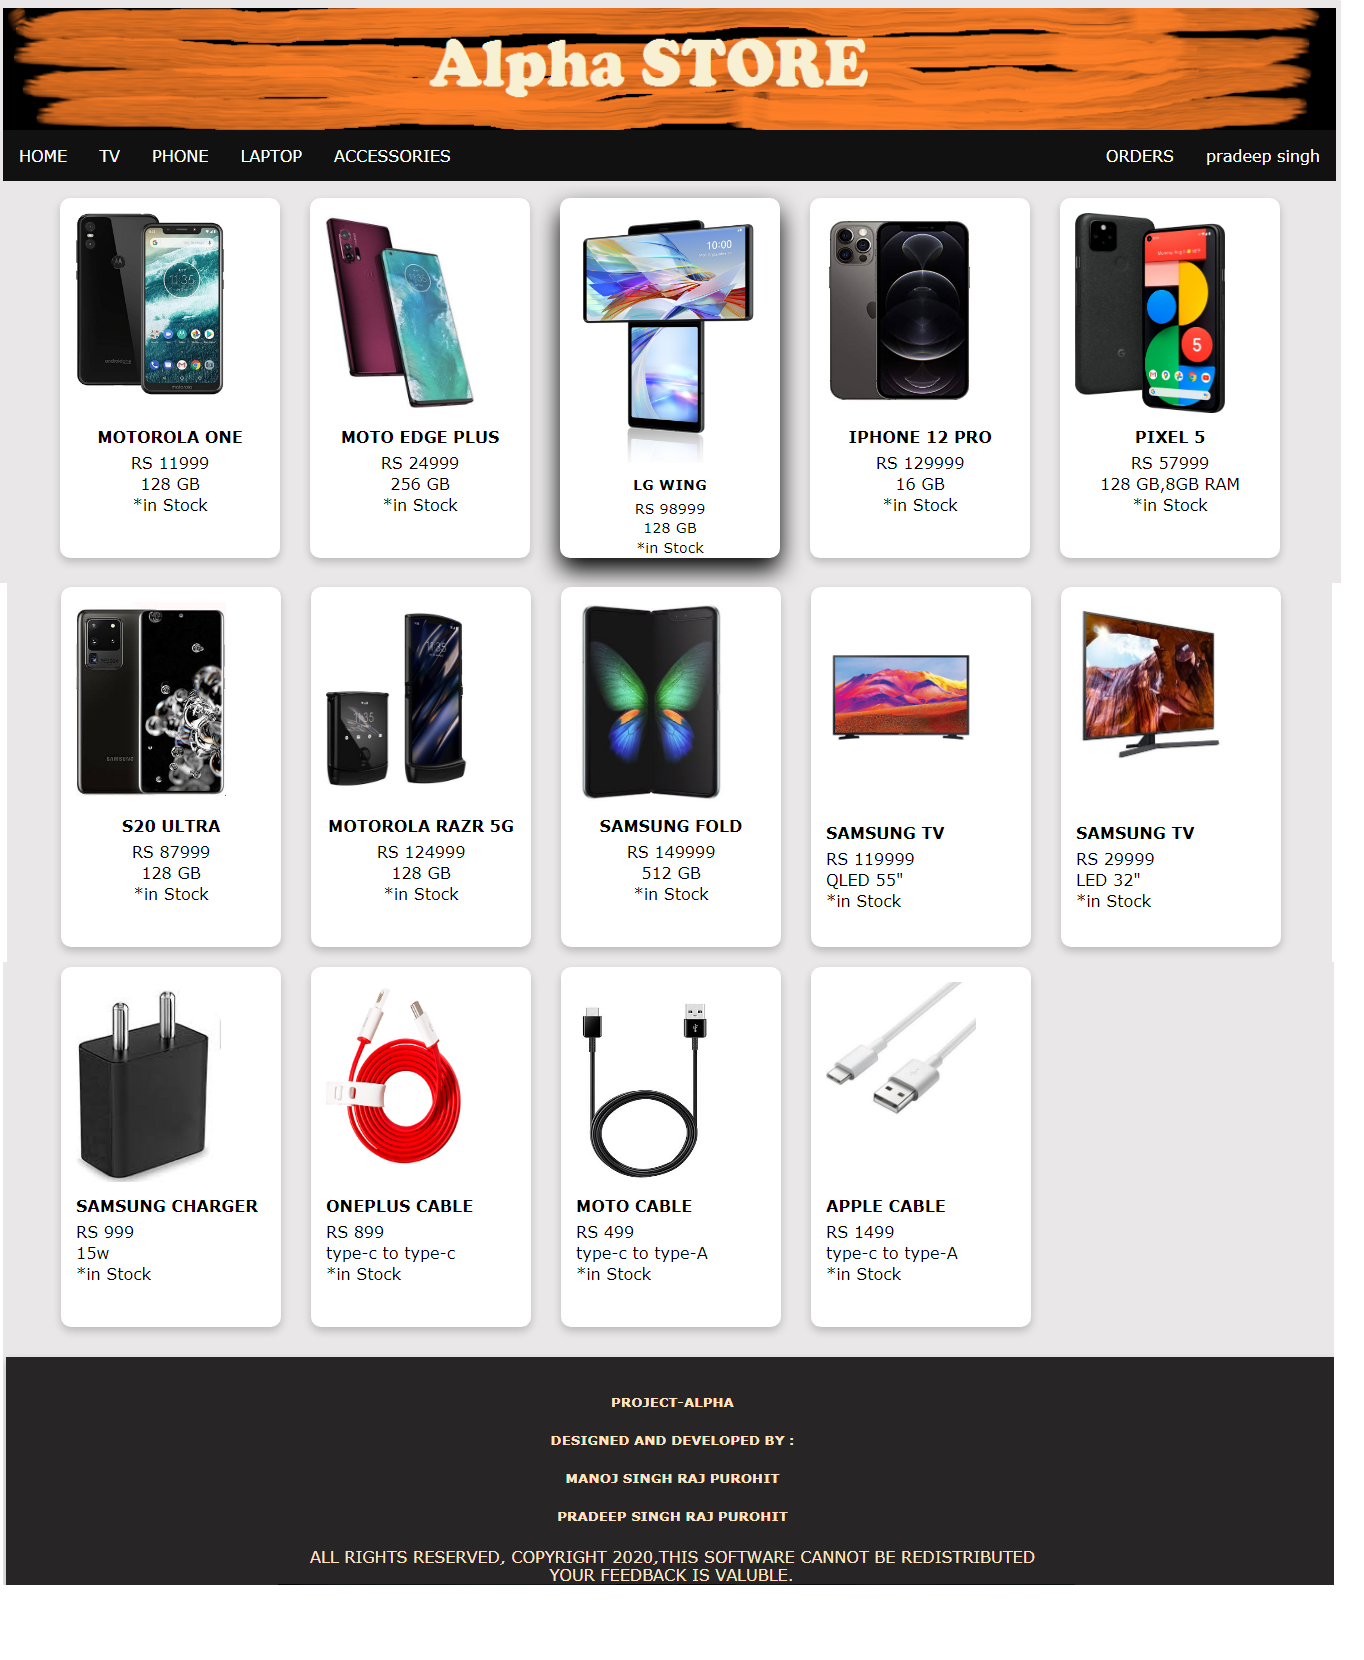 Alpha STORE
HOME TV PHONE LAPTOP ACCESSORIES ORDERS pradeep singh
10:00
11:35
5
MOTOROLA ONE
RS 11999
128 GB
*in Stock
MOTO EDGE PLUS
RS 24999
256 GB
*in Stock
LG WING
RS 98999
128 GB
*in Stock
IPHONE 12 PRO
RS 129999
16 GB
*in Stock
PIXEL 5
RS 57999
128 GB,8GB RAM
*in Stock
SAMSUNG
11:35
S20 ULTRA
RS 87999
128 GB
*in Stock
MOTOROLA RAZR 5G
RS 124999
128 GB
*in Stock
SAMSUNG FOLD
RS 149999
512 GB
*in Stock
SAMSUNG TV
RS 119999
QLED 55"
*in Stock
SAMSUNG TV
RS 29999
LED 32"
*in Stock
SAMSUNG CHARGER
RS 999
15w
*in Stock
ONEPLUS CABLE
RS 899
type-c to type-c
*in Stock
MOTO CABLE
RS 499
type-c to type-A
*in Stock
APPLE CABLE
RS 1499
type-c to type-A
*in Stock
PROJECT-ALPHA
DESIGNED AND DEVELOPED BY :
MANOJ SINGH RAJ PUROHIT
PRADEEP SINGH RAJ PUROHIT
ALL RIGHTS RESERVED, COPYRIGHT 2020,THIS SOFTWARE CANNOT BE REDISTRIBUTED
YOUR FEEDBACK IS VALUBLE.